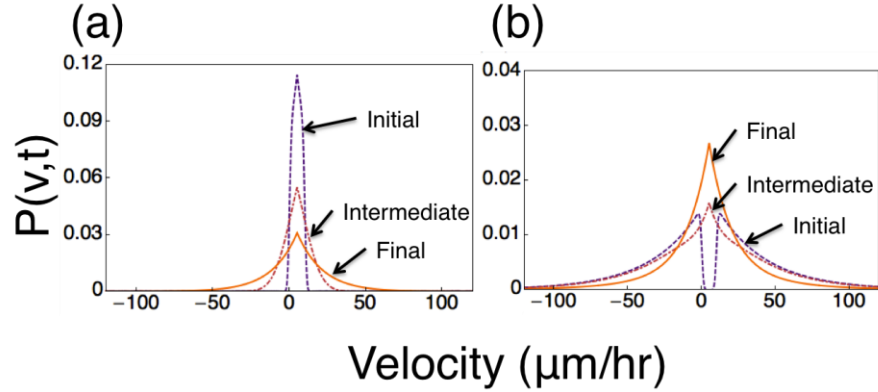 (a)
(b)
P(v,t)
0.12
0.09
0.06
0.03
0
−100
−50
0
50
100
Initial
Intermediate
Final
0.04
0.03
0.02
0.01
0
−100
−50
0
50
100
Final
Intermediate
Initial
Velocity (μm/hr)